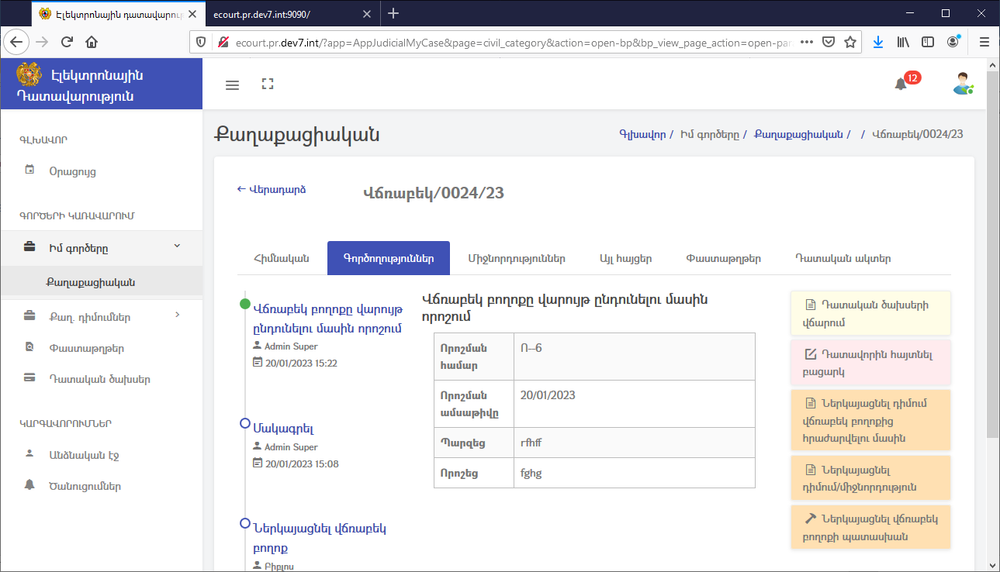 Էլեկտրոնային դատավարությ
ecourt.pr.dev7.int:9090/
ecourt.pr.dev7.int/?app=AppJudicialMyCase&page=civil_category&action=open-bp&bp_view_page_action=open-par
Էլեկտրոնային
Դատավարություն
12
ԳԼԽԱՎՈՐ
Օրացույց
ԳՈՐԾԵՐԻ ԿԱՌԱՎԱՐՈՒՄ
Իմ գործերը
Քաղաքացիական
Քաղ. դիմումներ
Փաստաթղթեր
Դատական ծախսեր
ԿԱՐԳԱՎՈՐՈՒՄՆԵՐ
Անձնական էջ
Ծանուցումներ
Քաղաքացիական
Գլխավոր / Իմ գործերը / Քաղաքացիական / / Վճռաբեկ/0024/23
← Վերադարձ
Վճռաբեկ/0024/23
Հիմնական
Գործողություններ
Միջնորդություններ
Այլ հայցեր
Փաստաթղթեր
Դատական ակտեր
Վճռաբեկ բողոքը վարույթ
ընդունելու մասին որոշում
Admin Super
20/01/2023 15:22
Մակագրել
Admin Super
20/01/2023 15:08
Ներկայացնել վճռաբեկ
բողոք
Բիբլոս
Վճռաբեկ բողոքը վարույթ ընդունելու մասին
որոշում
Որոշման
համար
Ո--6
Որոշման
ամսաթիվը
20/01/2023
Պարզեց
rfhff
Որոշեց
fghg
Դատական ծախսերի
վճարում
Դատավորին հայտնել
բացարկ
Ներկայացնել դիմում
վճռաբեկ բողոքից
հրաժարվելու մասին
Ներկայացնել
դիմում/միջնորդություն
Ներկայացնել վճռաբեկ
բողոքի պատասխան